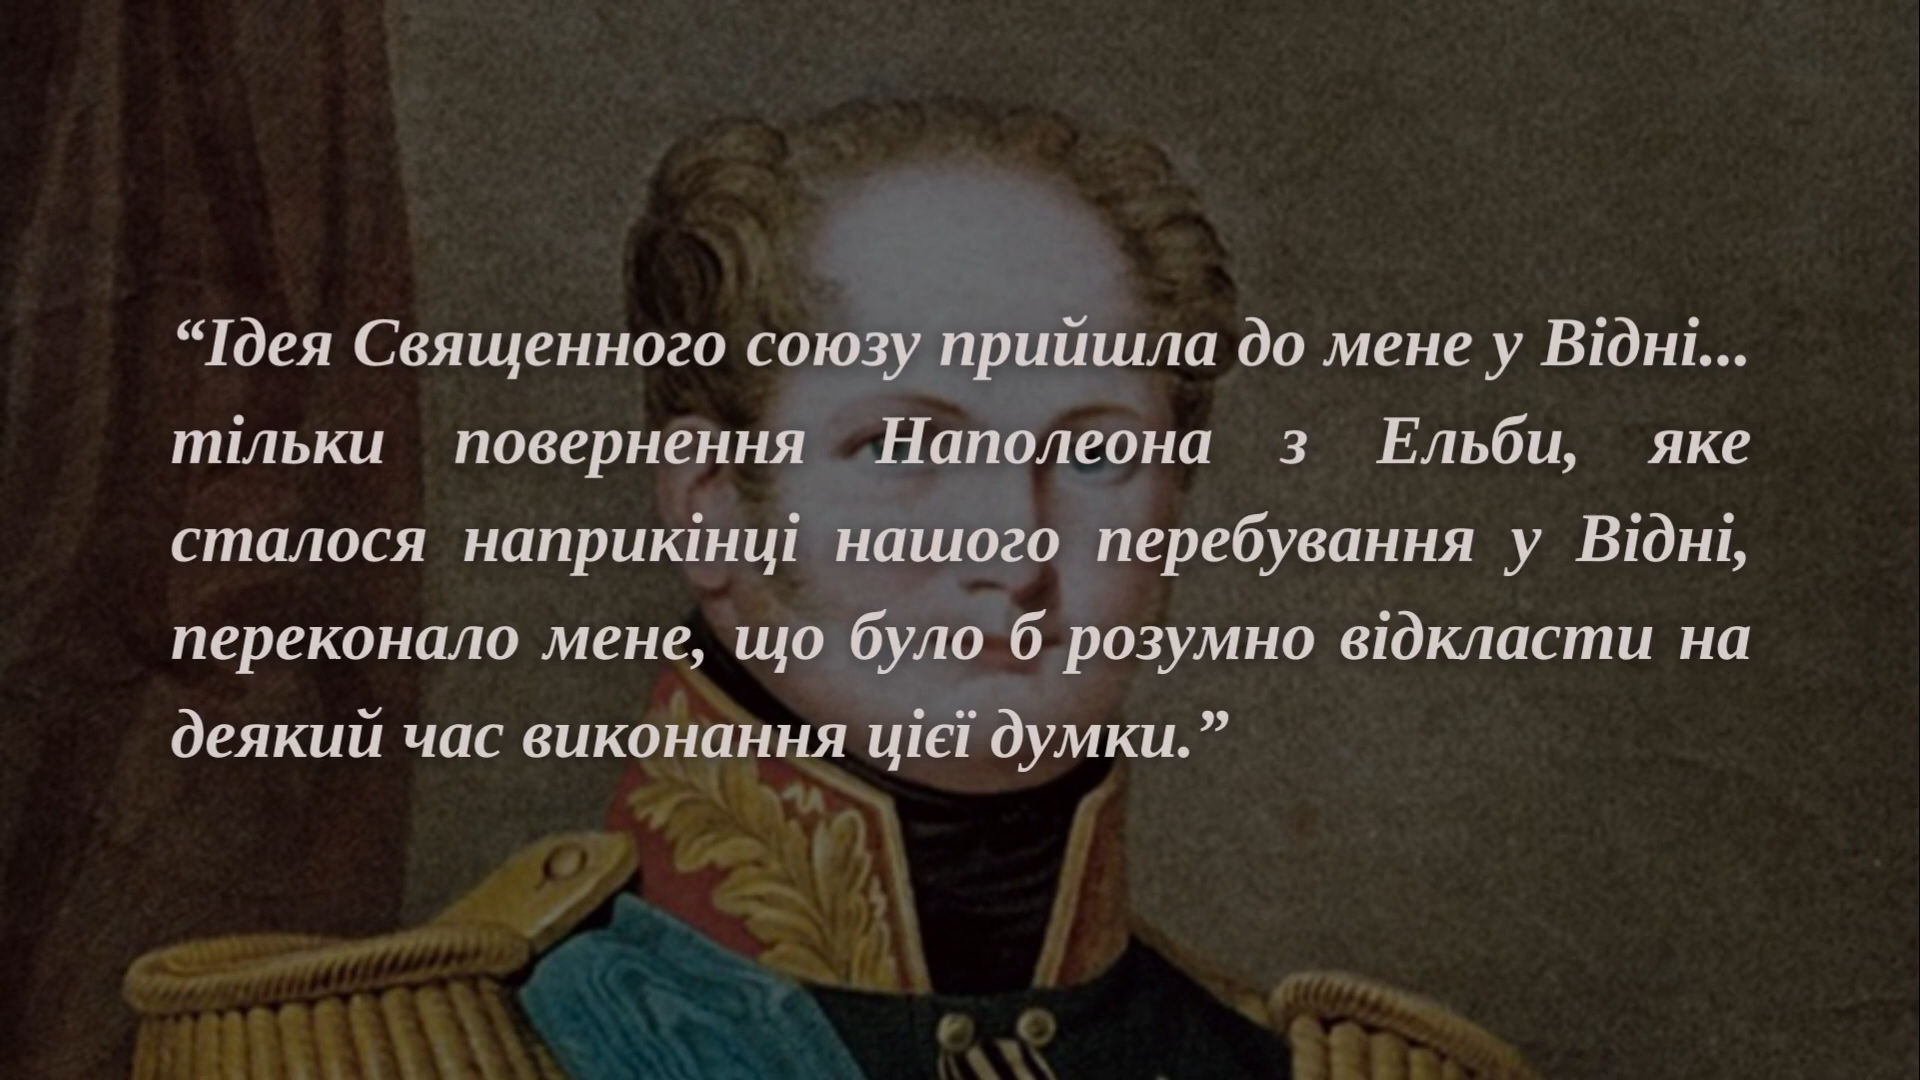 “Ідея Священного союзу прийшла до мене у Відні...
тільки повернення Наполеона з Ельби, яке
сталося наприкінці нашого перебування у Відні,
переконало мене, що було б розумно відкласти на
деякий час виконання цієї думки.”